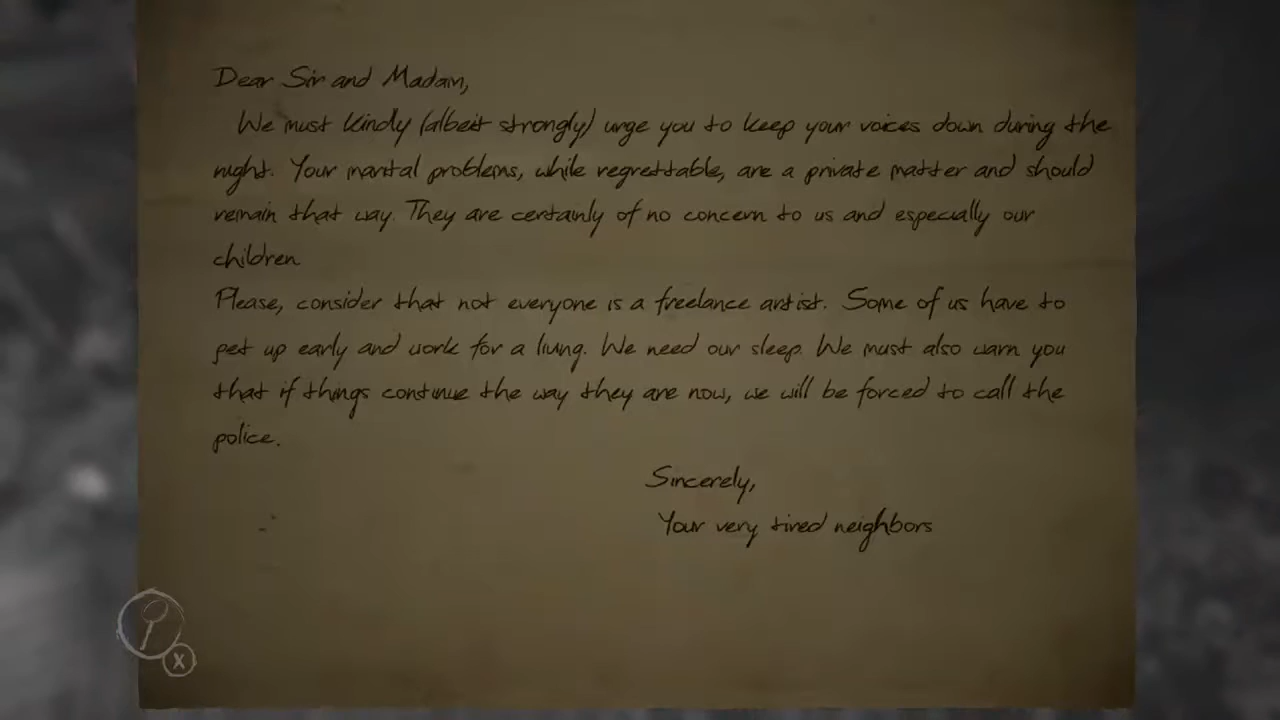 Dear Sir and Madam,
We must kindly (albeit strongly) urge you to keep your voices down during the
night. Your marital problems, while regrettable, are a private matter and should
remain that way. They are certainly of no concern to us and especially our
children.
Please, consider that not everyone is a freelance artist. Some of us have to
get up early and work for a living. We need our sleep. We must also warn you
that if things continue the way they are now, we will be forced to call the
police.
Sincerely,
Your very tired neighbors
X